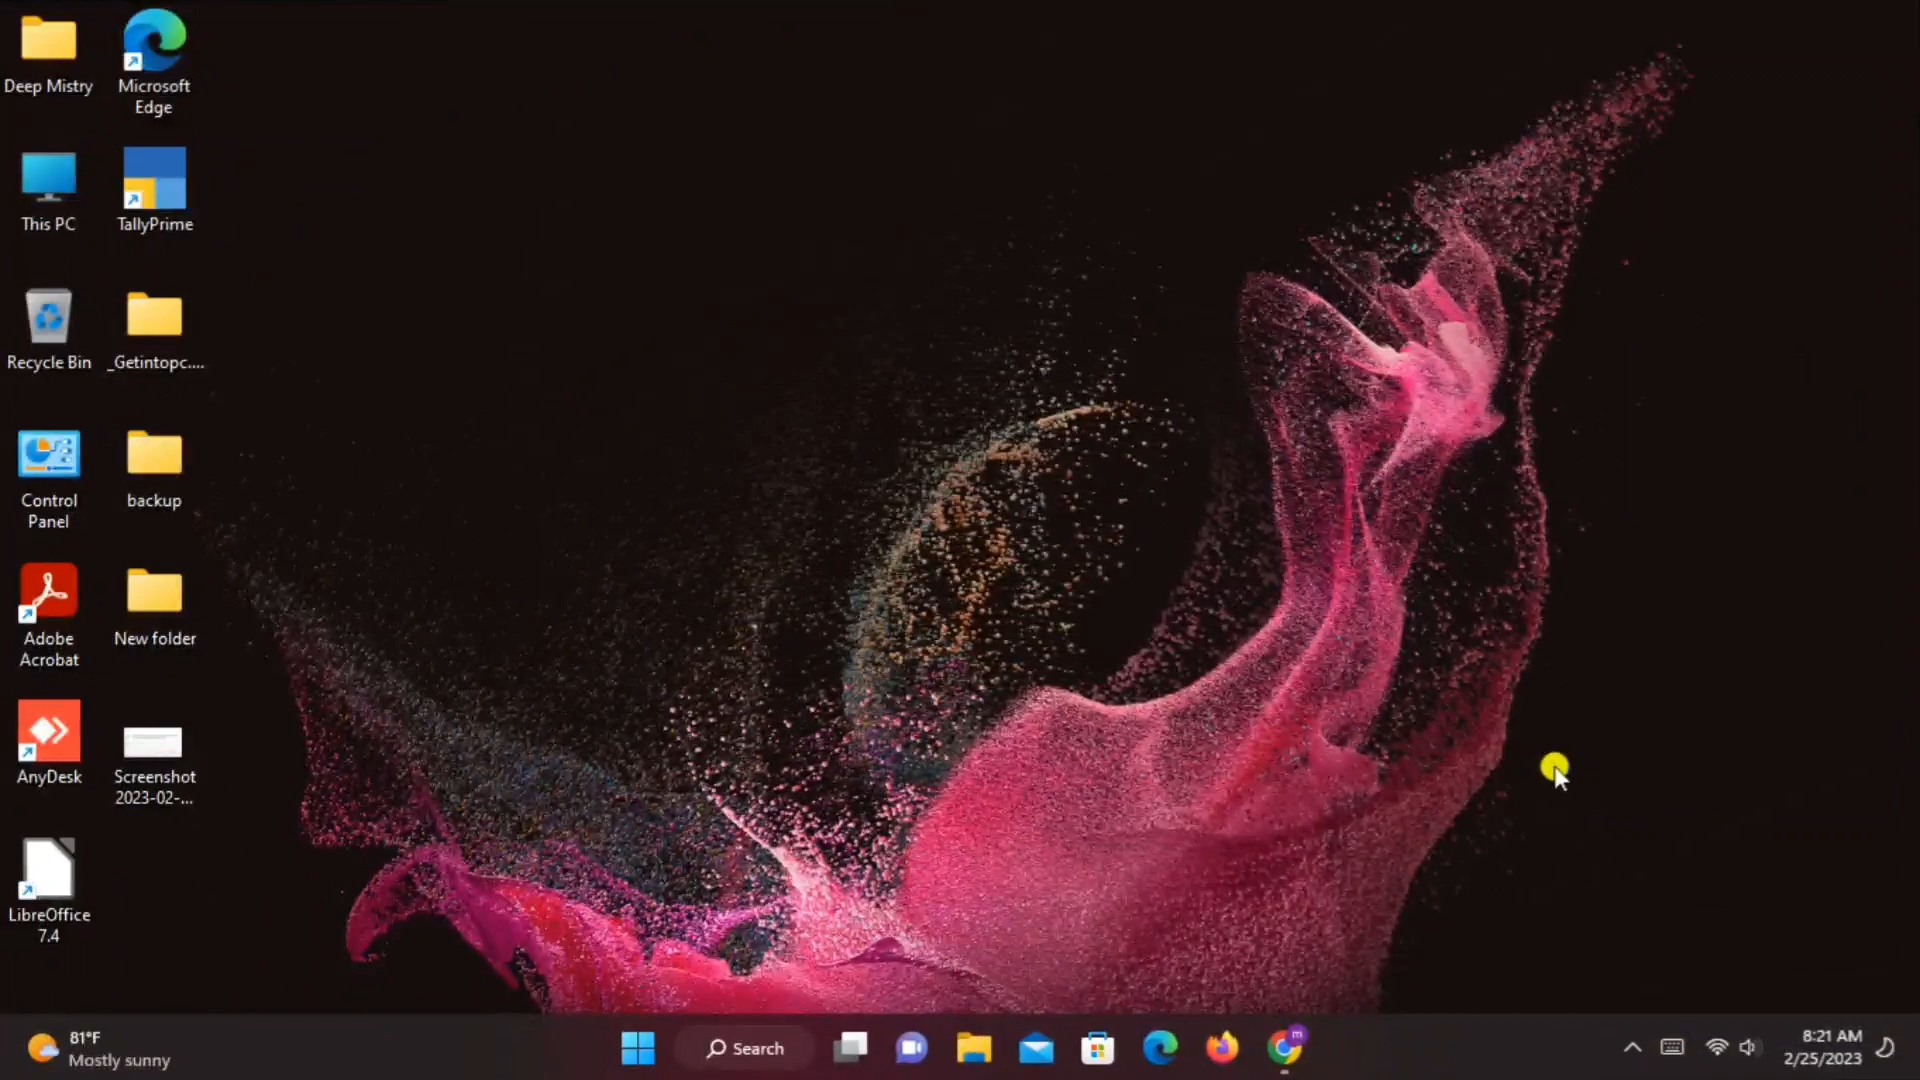 Deep Mistry
Microsoft
Edge
This PC
TallyPrime
Recycle Bin
_Getintopc....
Control
Panel
backup
Adobe
Acrobat
New folder
AnyDesk
Screenshot
2023-02-...
LibreOffice
7.4
81°F
Mostly sunny
Search
m
8:21 AM
2/25/2023